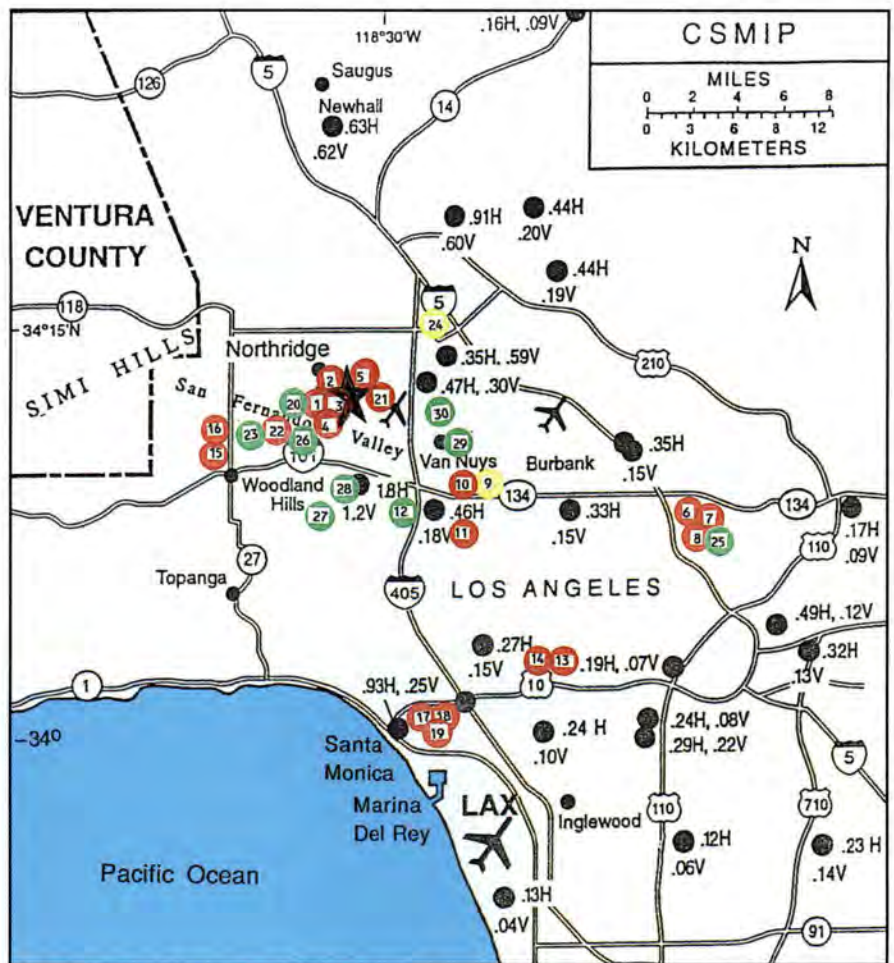 118°30'W
.16H, .09V
CSMIP
MILES
0 2 4 6 8
0 3 6 8 12
KILOMETERS
5
126
Saugus
14
Newhall
.63H
.62V
VENTURA
COUNTY
.91H
.60V
.44H
.20V
N
.44H
.19V
118
5
34°15'N
24
SIMI HILLS
Northridge
.35H, .59V
210
San Fernando Valley
2
5
.47H, .30V
20
1
3
21
30
16
23
22
4
26
29
.35H
15
101
Van Nuys
Burbank
.15V
Woodland
Hills
28
1.8H
10
9
134
134
1.2V
27
12
.46H
.33H
6
7
.18V
11
.15V
8
25
110
.17H
.09V
27
Topanga
405
LOS ANGELES
.49H, .12V
.27H
.15V
14
13
.19H, .07V
.32H
.13V
1
10
.93H, .25V
17
18
19
.24 H
.10V
.24H, .08V
.29H, .22V
5
-34°
Santa
Monica
Marina
Del Rey
LAX
Inglewood
110
710
.12H
.06V
.23 H
.14V
Pacific Ocean
.13H
.04V
91